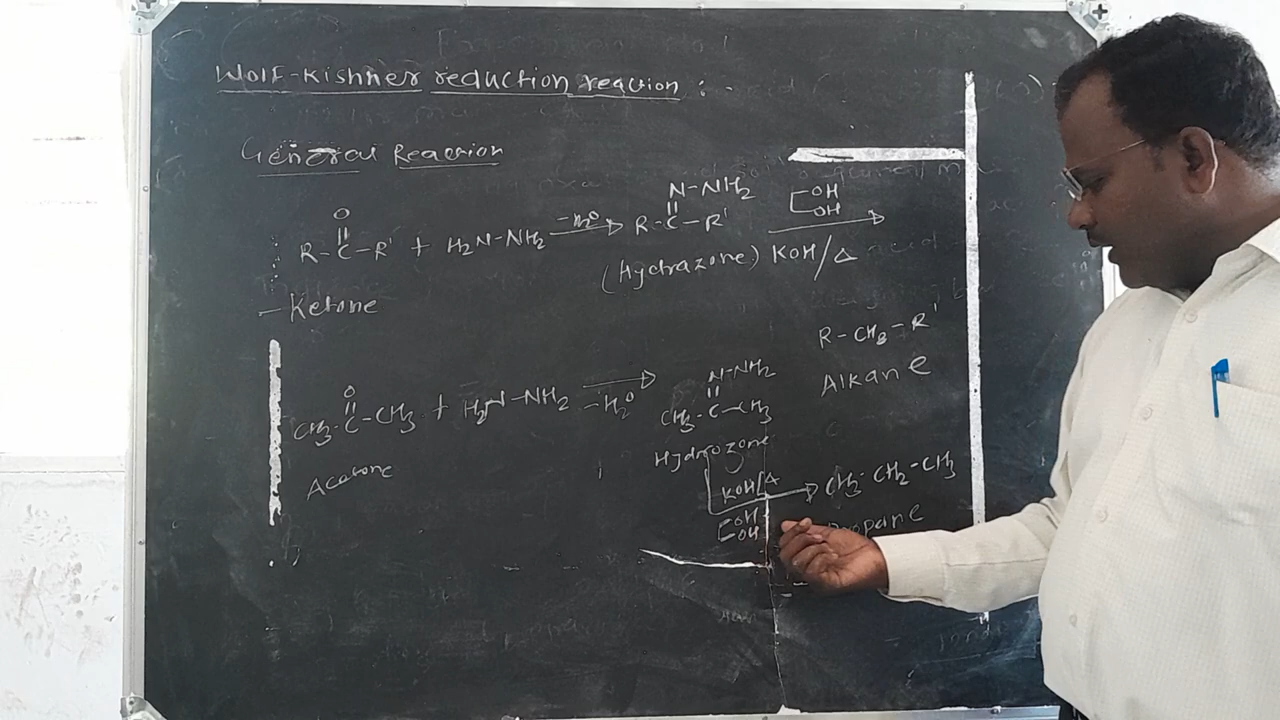 Wolf-Kishner reduction reaction :
General Reaction
O
R-C-R' + H2N-NH2 -H2O → R-C-R'
N-NH2
OH
OH
KOH/Δ
(Hydrazone)
Ketone
R-CH2-R'
Alkane
O
CH3-C-CH3 + H2N-NH2 → -H2O
N-NH2
CH3-C-CH3
Acetone
Hydrozone
KOH/Δ → CH3-CH2-CH3
OH
OH
Propane